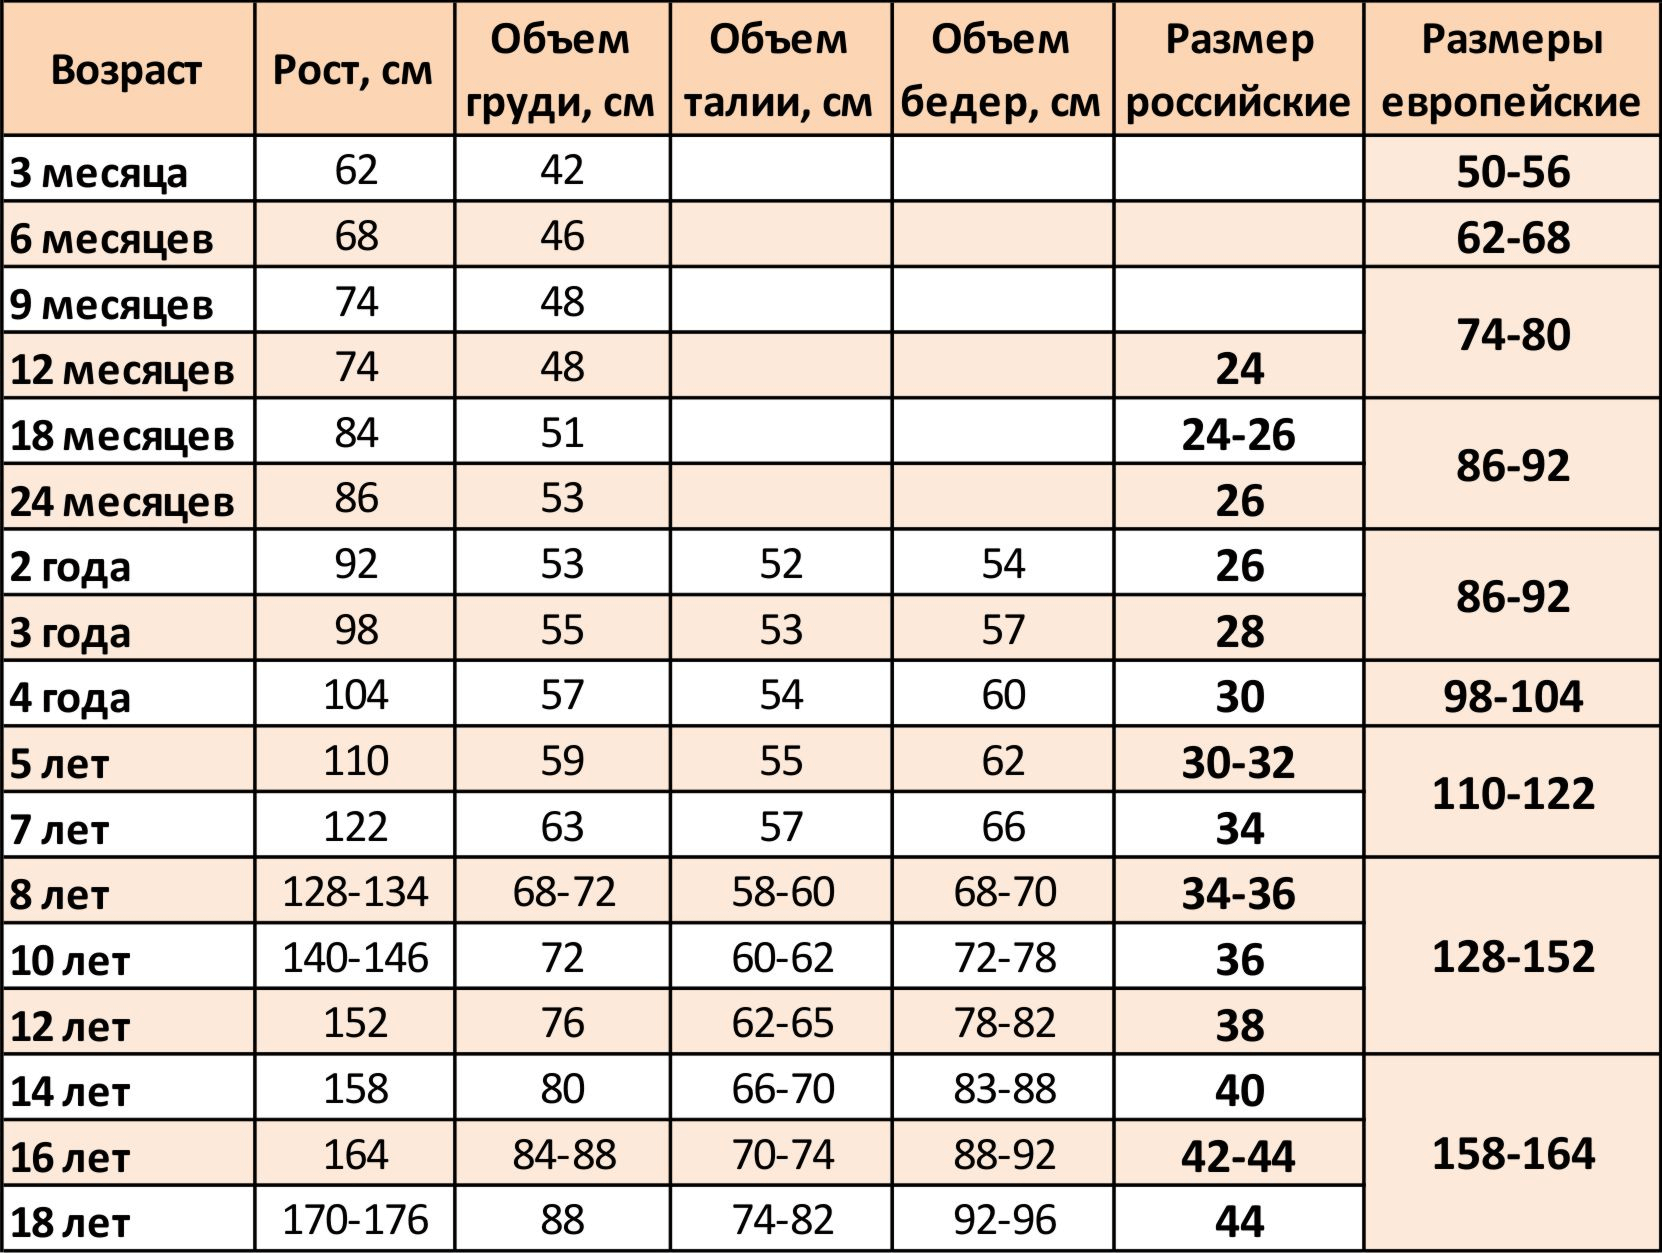 Возраст Рост, см Объем груди, см Объем талии, см Объем бедер, см Размер российские Размеры европейские
3 месяца 62 42 50-56
6 месяцев 68 46 62-68
9 месяцев 74 48 74-80
12 месяцев 74 48 24
18 месяцев 84 51 24-26 86-92
24 месяцев 86 53 26
2 года 92 53 52 54 26 86-92
3 года 98 55 53 57 28
4 года 104 57 54 60 30 98-104
5 лет 110 59 55 62 30-32 110-122
7 лет 122 63 57 66 34
8 лет 128-134 68-72 58-60 68-70 34-36 128-152
10 лет 140-146 72 60-62 72-78 36
12 лет 152 76 62-65 78-82 38
14 лет 158 80 66-70 83-88 40 158-164
16 лет 164 84-88 70-74 88-92 42-44
18 лет 170-176 88 74-82 92-96 44